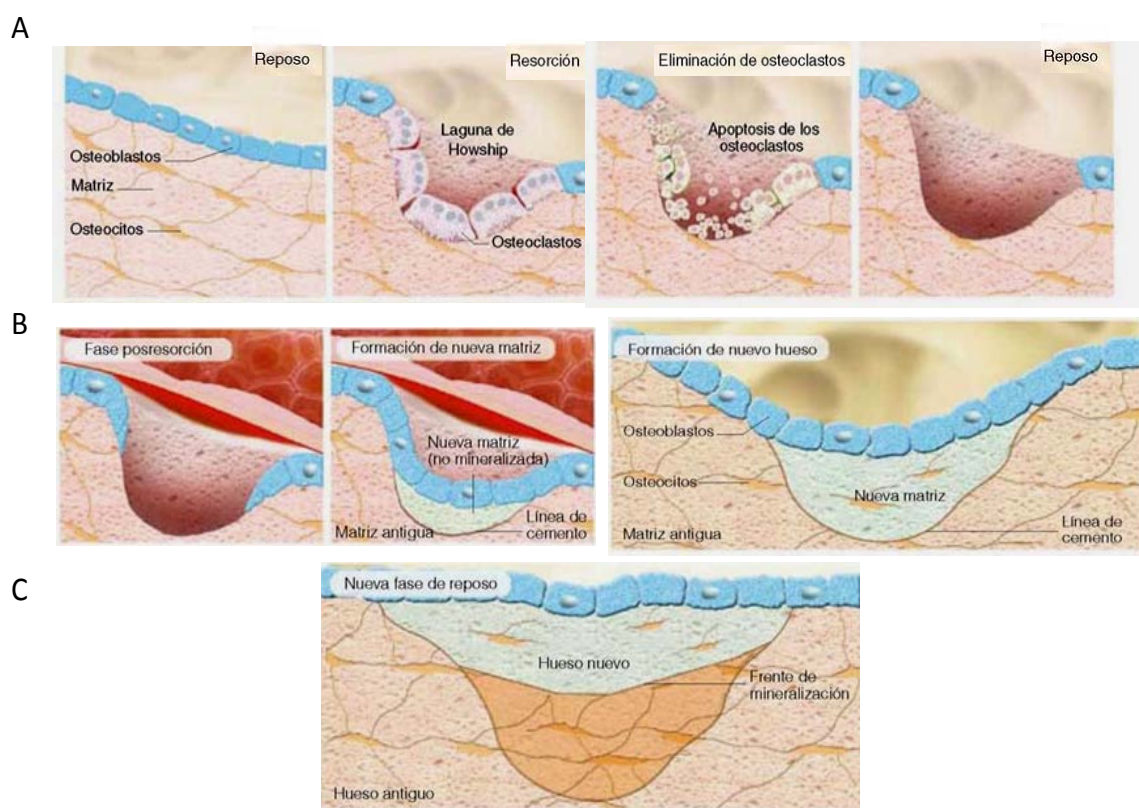 A
Reposo
Osteoblastos
Matriz
Osteocitos
Resorción
Laguna de
Howship
Osteoclastos
Eliminación de osteoclastos
Apoptosis de los
osteoclastos
Reposo
B
Fase posresorción
Formación de nueva matriz
Nueva matriz
(no mineralizada)
Matriz antigua
Línea de
cemento
Formación de nuevo hueso
Osteoblastos
Osteocitos
Nueva matriz
Matriz antigua
Línea de
cemento
C
Nueva fase de reposo
Hueso nuevo
Frente de
mineralización
Hueso antiguo